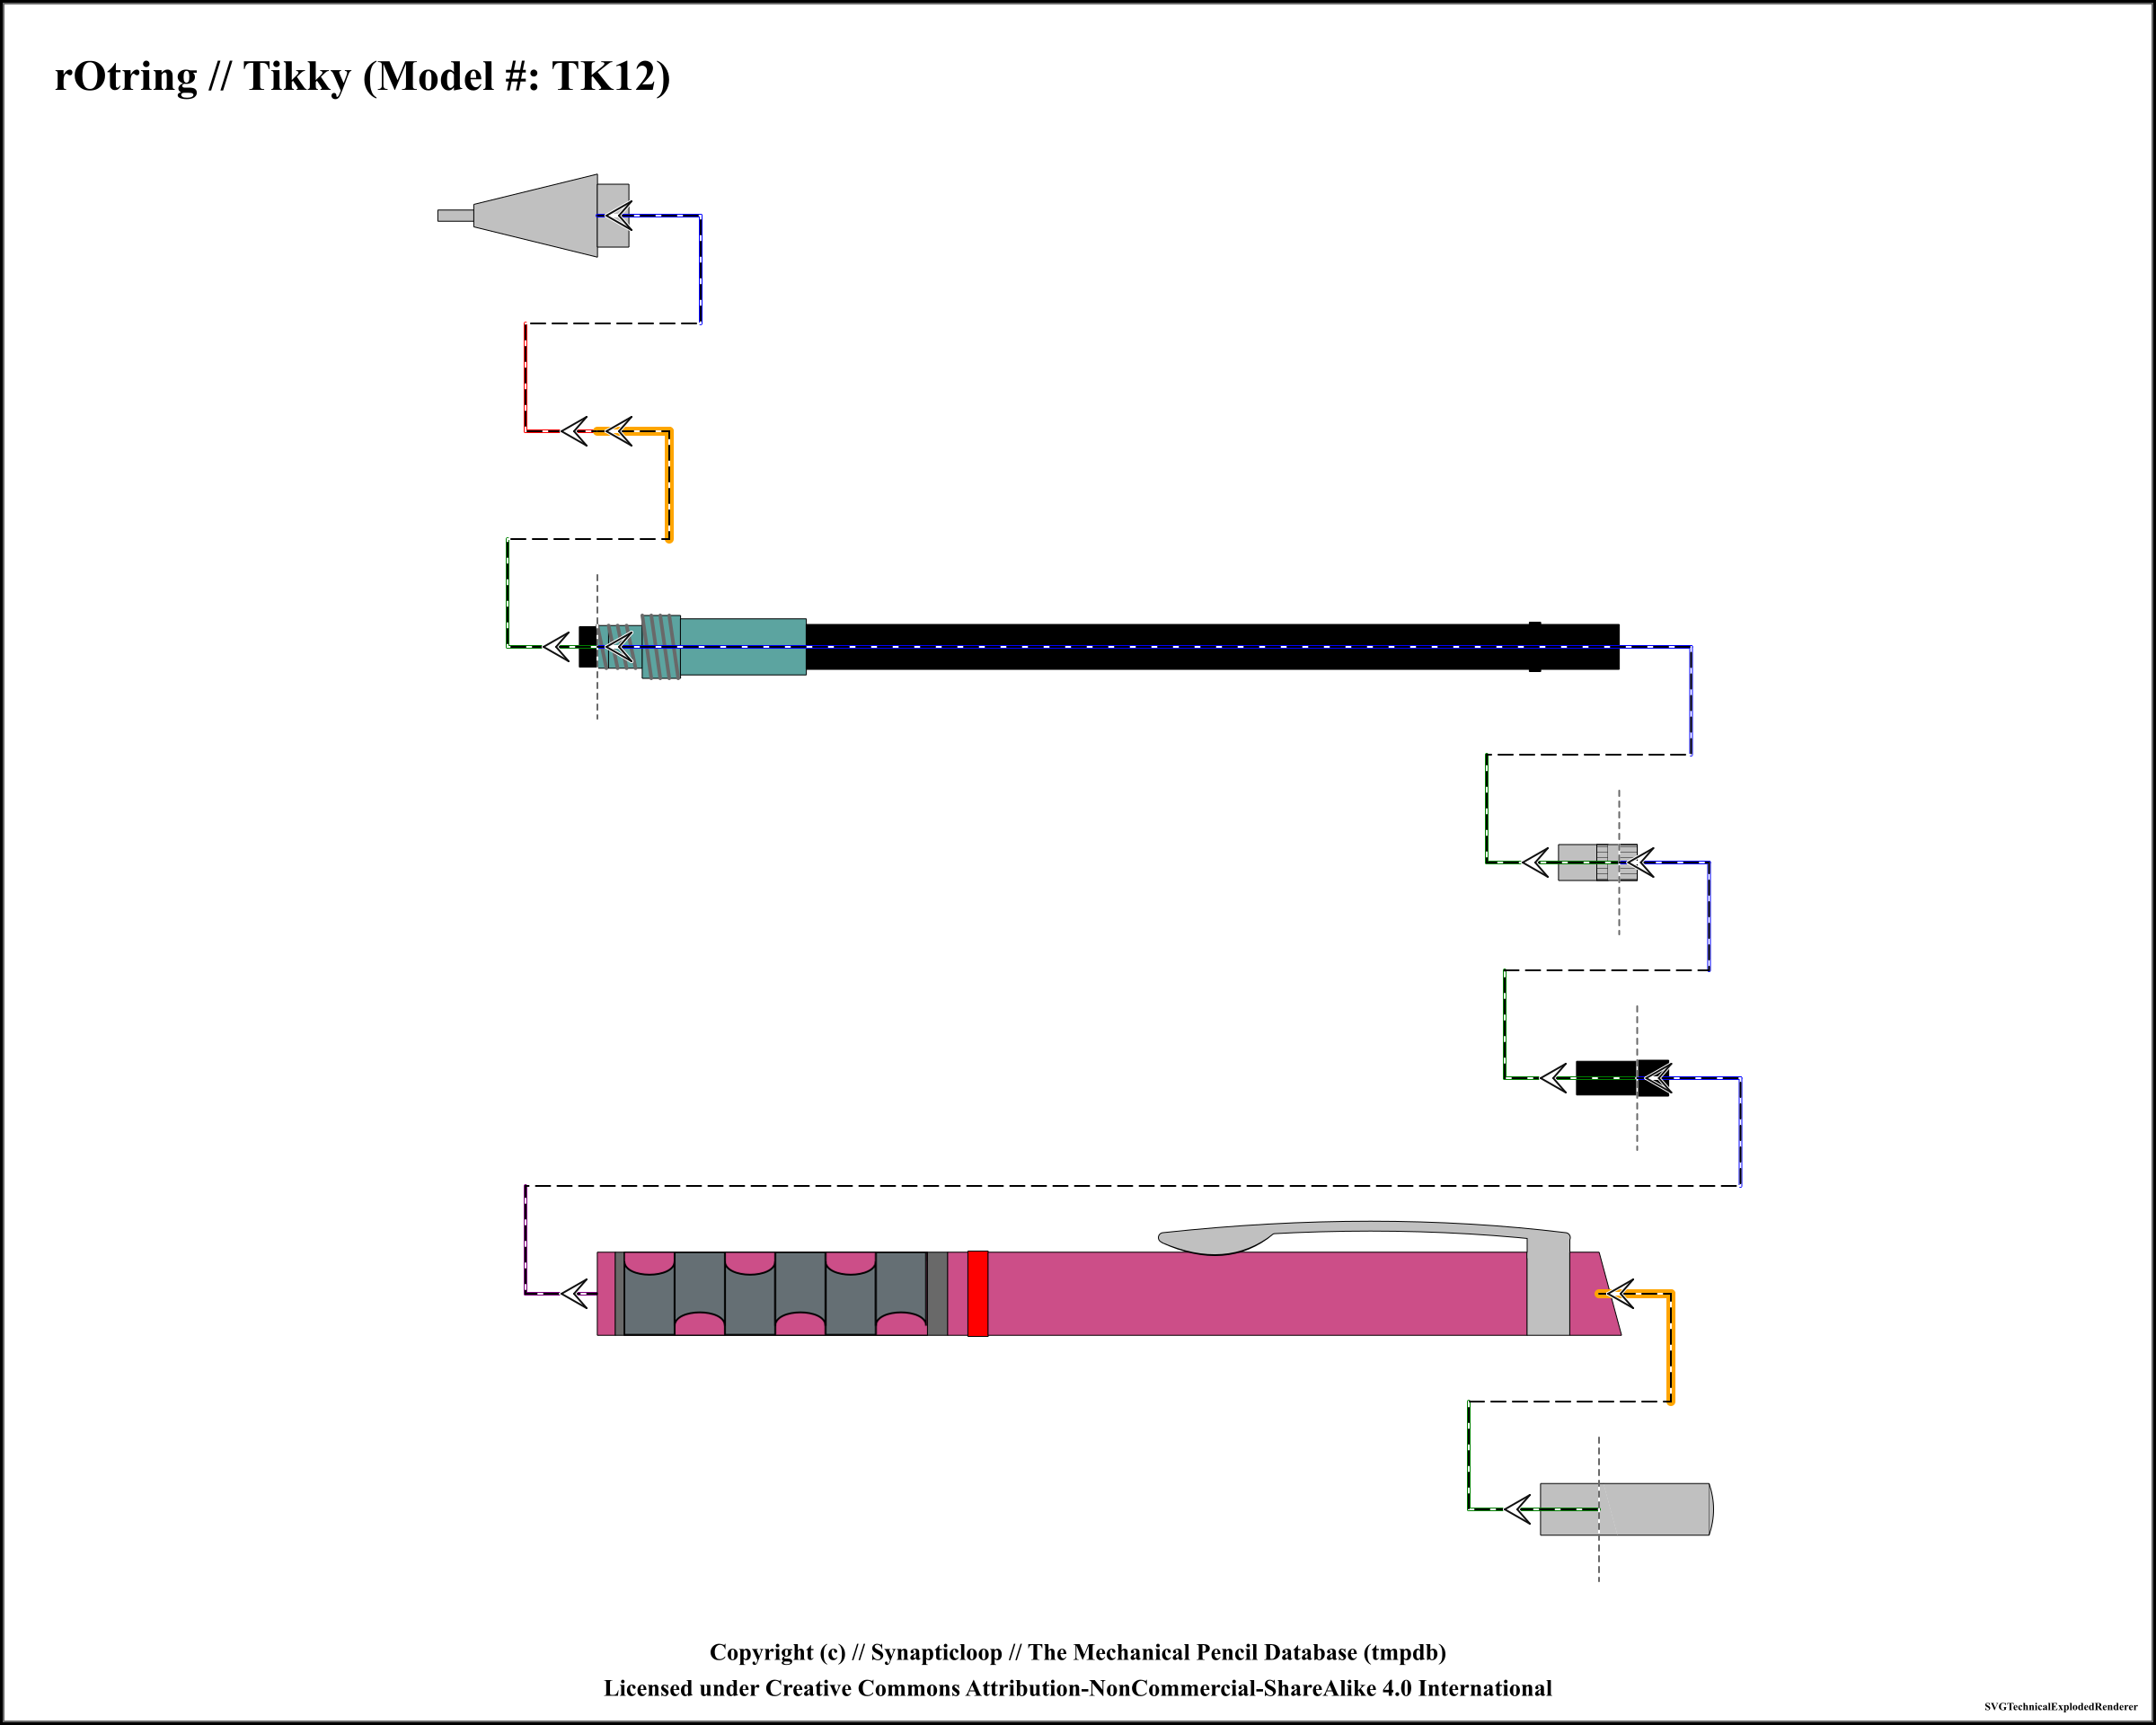 rOtring // Tikky (Model #: TK12)
Copyright (c) // Synapticloop // The Mechanical Pencil Database (tmpdb)
Licensed under Creative Commons Attribution-NonCommercial-ShareAlike 4.0 International
SVGTechnicalExplodedRenderer